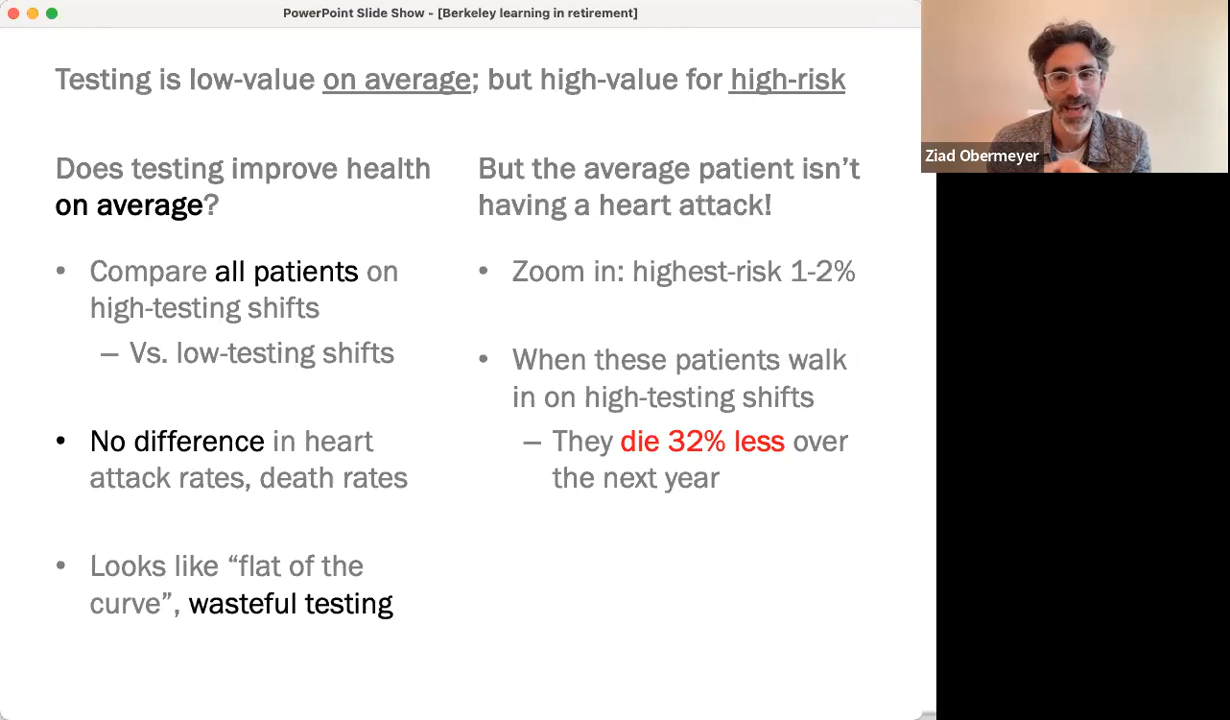 PowerPoint Slide Show - [Berkeley learning in retirement]
Testing is low-value on average; but high-value for high-risk
Does testing improve health
on average?
• Compare all patients on
high-testing shifts
– Vs. low-testing shifts
• No difference in heart
attack rates, death rates
• Looks like “flat of the
curve”, wasteful testing
But the average patient isn’t
having a heart attack!
• Zoom in: highest-risk 1-2%
• When these patients walk
in on high-testing shifts
– They die 32% less over
the next year
Ziad Obermeyer